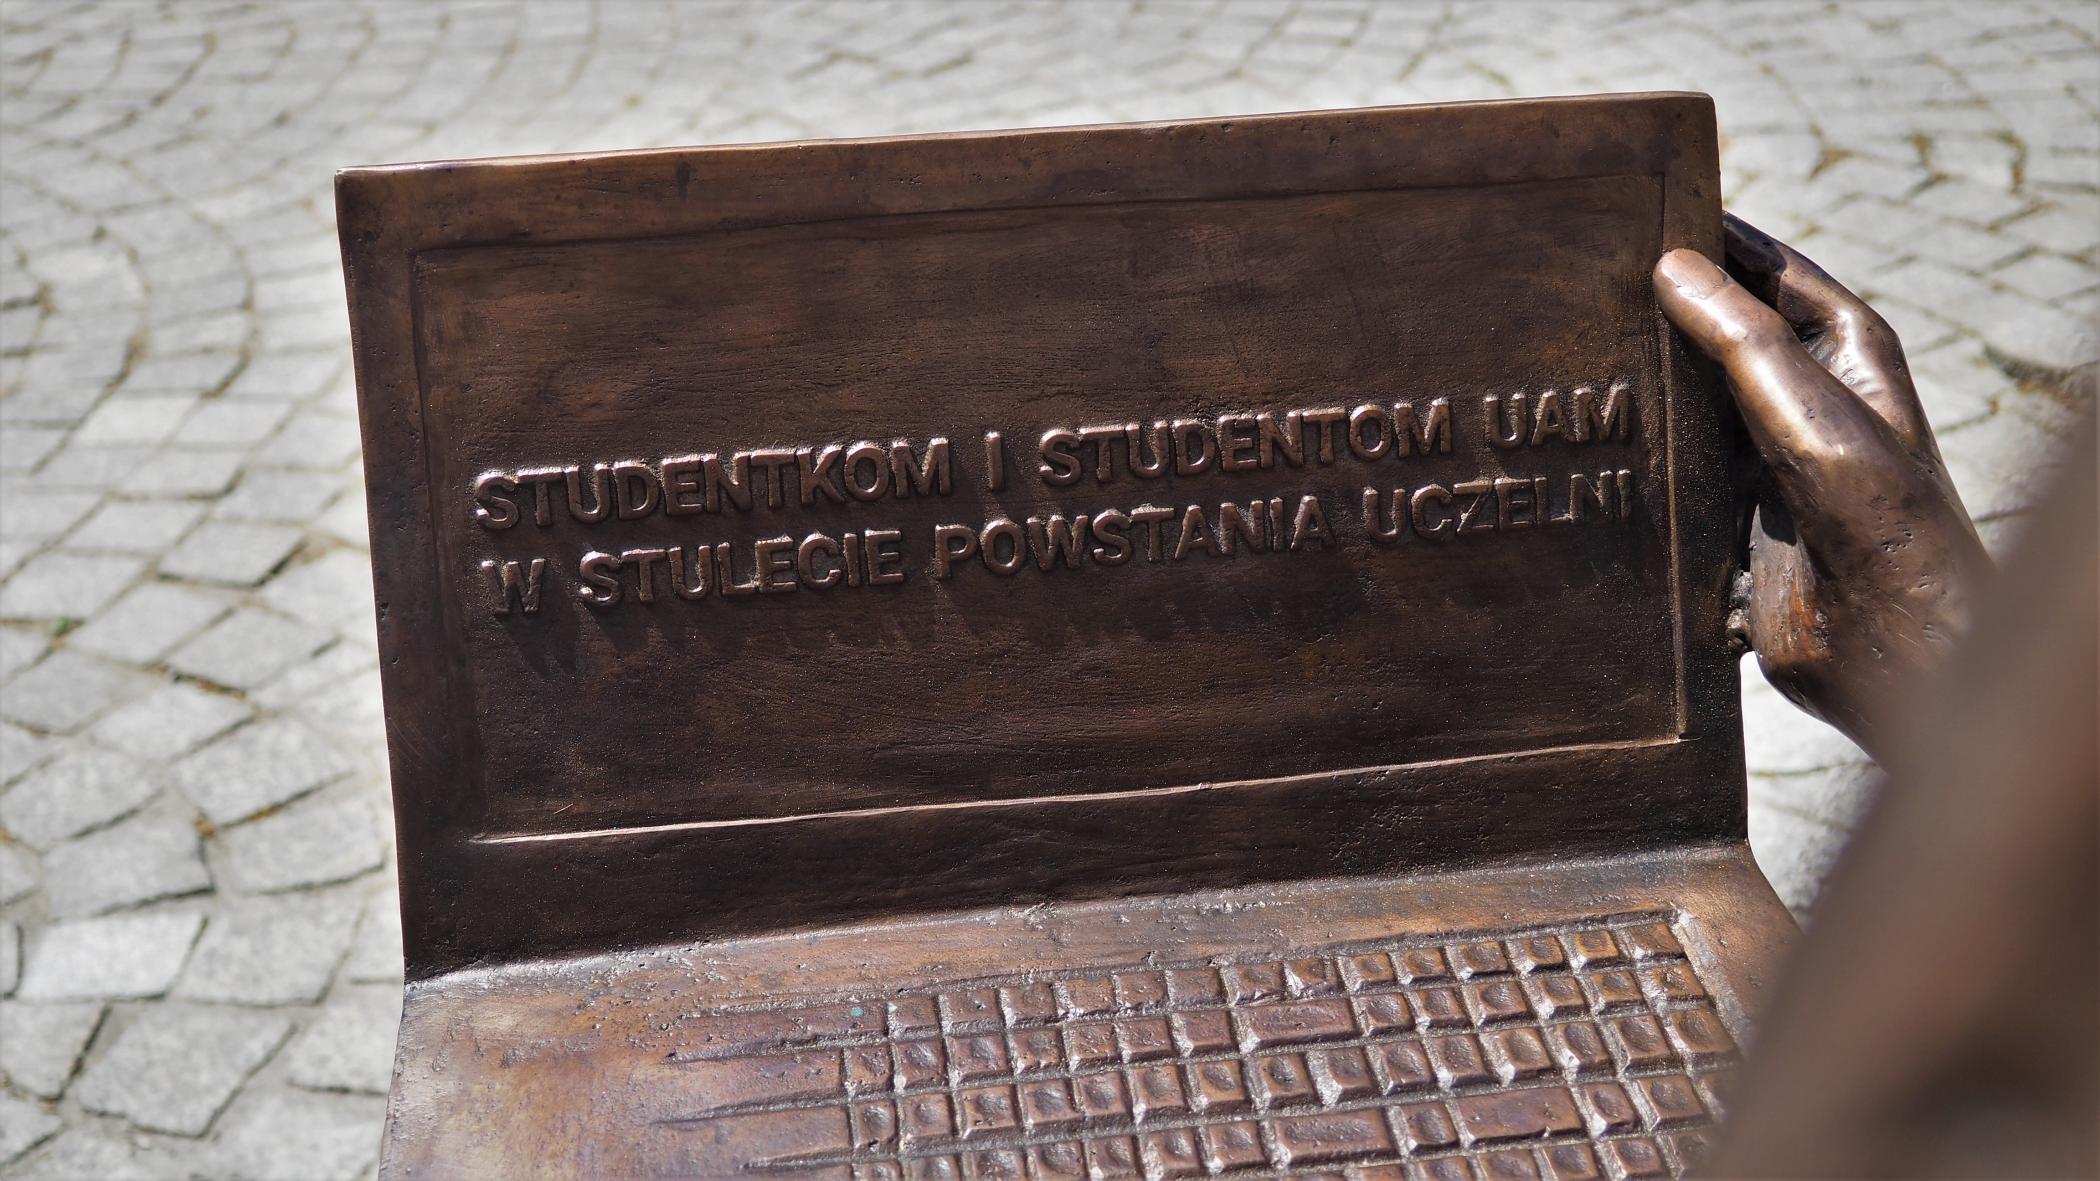 STUDENTKOM I STUDENTOM UAM
W STULECIE POWSTANIA UCZELNI